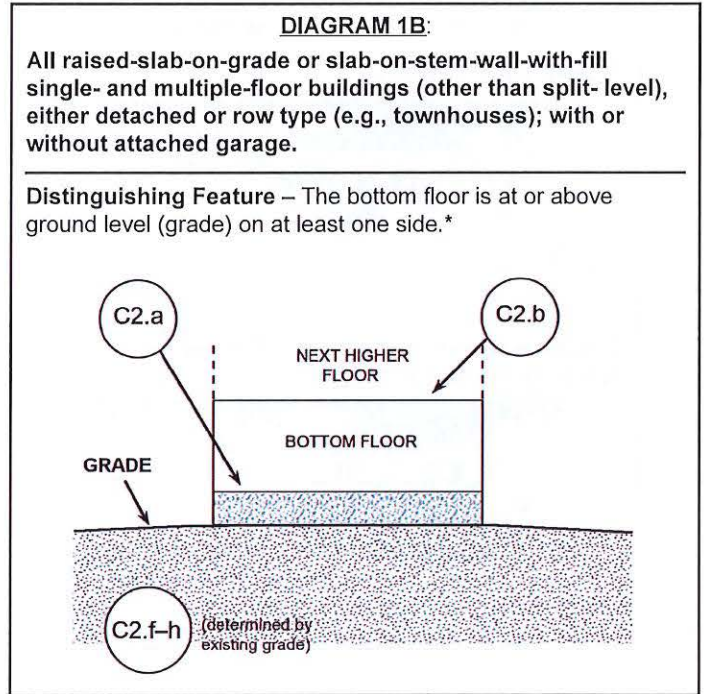 DIAGRAM 1B:
All raised-slab-on-grade or slab-on-stem-wall-with-fill
single- and multiple-floor buildings (other than split- level),
either detached or row type (e.g., townhouses); with or
without attached garage.
Distinguishing Feature – The bottom floor is at or above
ground level (grade) on at least one side.*
C2.a
C2.b
NEXT HIGHER
FLOOR
BOTTOM FLOOR
GRADE
C2.f–h
(determined by
existing grade)